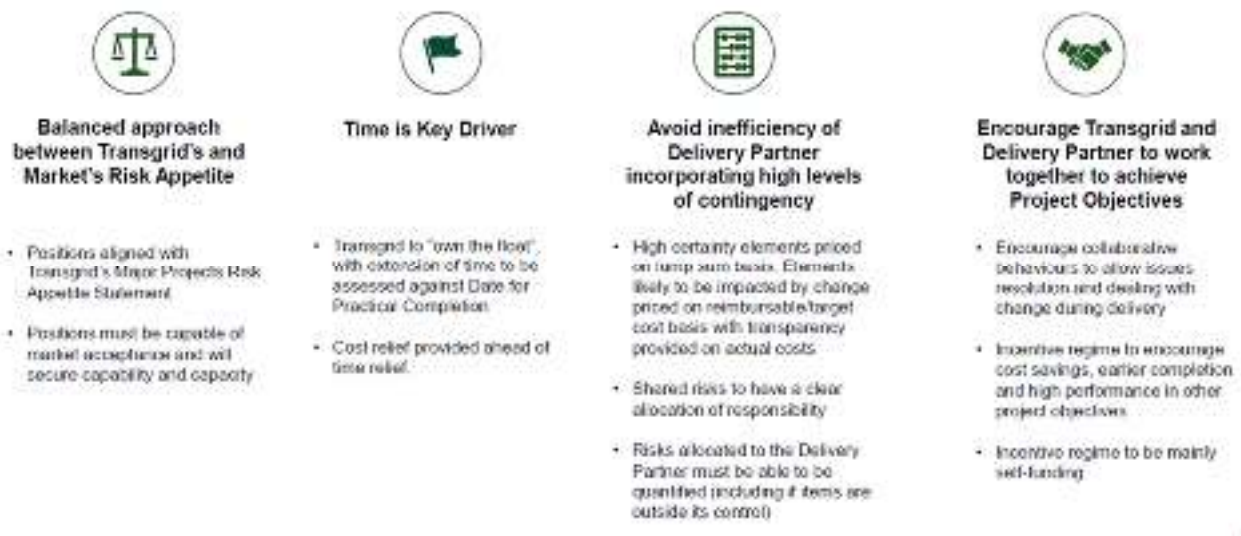 Balanced approach
between Transgrid's and
Market's Risk Appetite
• Positions aligned with
Transgrid's Major Projects Risk
Appetite Statement
• Positions must be capable of
market acceptance and will
secure capability and capacity
Time is Key Driver
• Transgrid to "own the float",
with extension of time to be
assessed against Date for
Practical Completion
• Cost relief provided ahead of
time relief.
Avoid inefficiency of
Delivery Partner
incorporating high levels
of contingency
• High certainty elements priced
on lump sum basis. Elements
likely to be impacted by change
priced on reimbursable/target
cost basis with transparency
provided on actual costs
• Shared risks to have a clear
allocation of responsibility
• Risks allocated to the Delivery
Partner must be able to be
quantified (including if items are
outside its control)
Encourage Transgrid and
Delivery Partner to work
together to achieve
Project Objectives
• Encourage collaborative
behaviours to allow issues
resolution and dealing with
change during delivery
• Incentive regime to encourage
cost savings, earlier completion
and high performance in other
project objectives
• Incentive regime to be mainly
self-funding